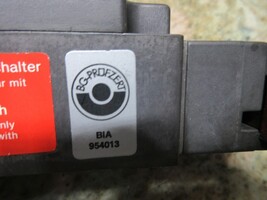 halter
r mit
h
nly
with
BG-PRÜFZERT
BIA
954013